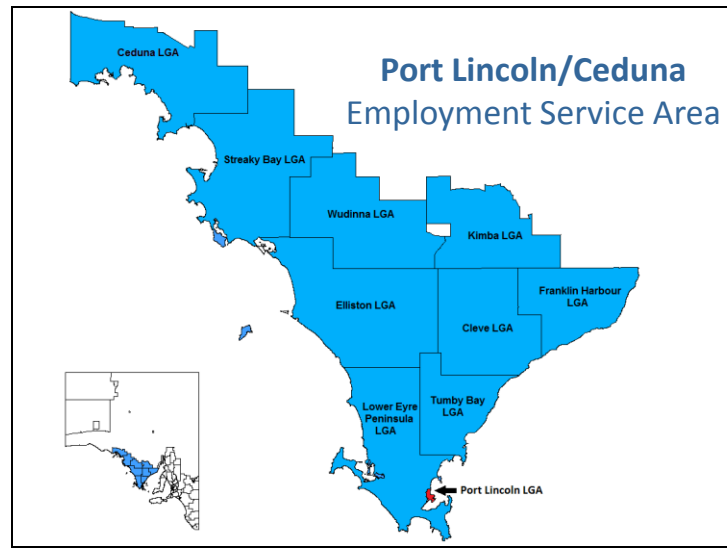 Port Lincoln/Ceduna
Employment Service Area
Ceduna LGA
Streaky Bay LGA
Wudinna LGA
Kimba LGA
Franklin Harbour
LGA
Elliston LGA
Cleve LGA
Lower Eyre
Peninsula
LGA
Tumby Bay
LGA
Port Lincoln LGA